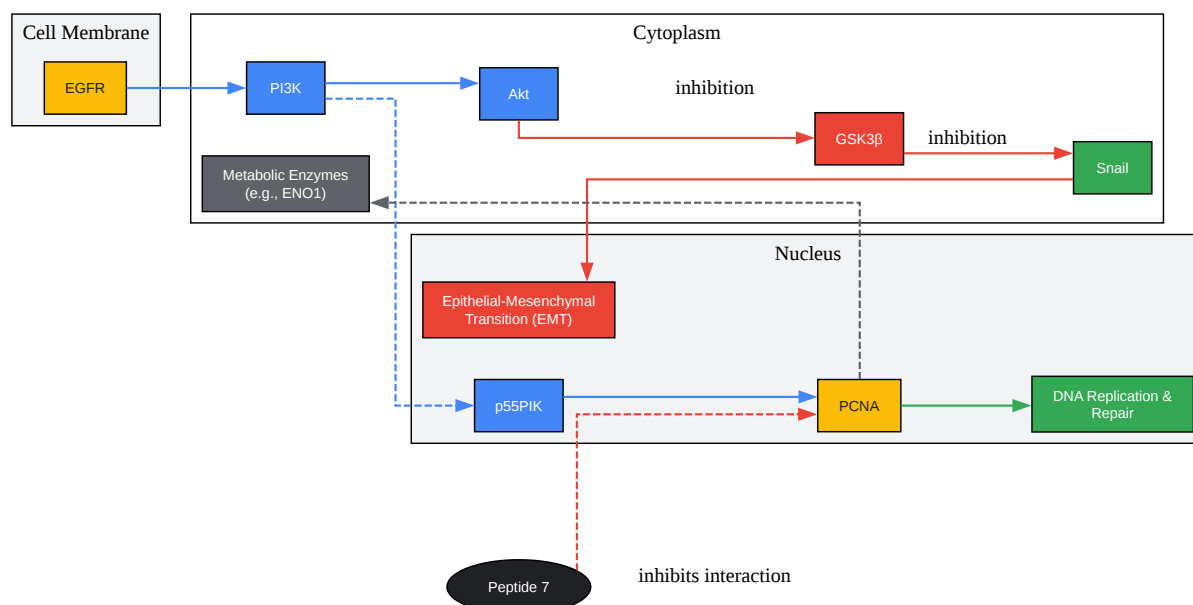 Cell Membrane
Cytoplasm
EGFR
PI3K
Akt
inhibition
GSK3β
inhibition
Snail
Metabolic Enzymes
(e.g., ENO1)
Nucleus
Epithelial-Mesenchymal
Transition (EMT)
p55PIK
PCNA
DNA Replication &
Repair
Peptide 7
inhibits interaction